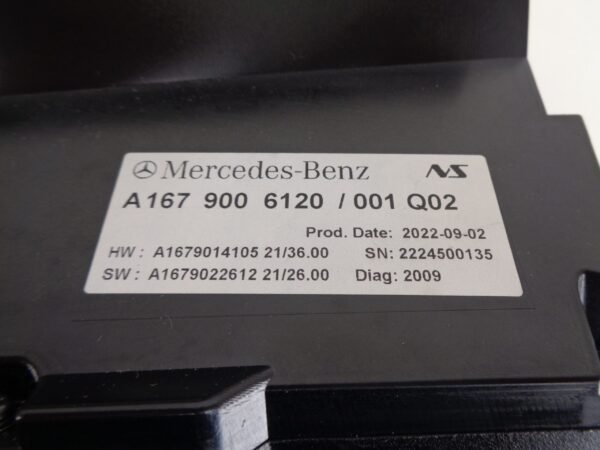 Mercedes-Benz NS
A 167 900 6120 / 001 Q02
Prod. Date: 2022-09-02
HW : A1679014105 21/36.00 SN: 2224500135
SW : A1679022612 21/26.00 Diag: 2009